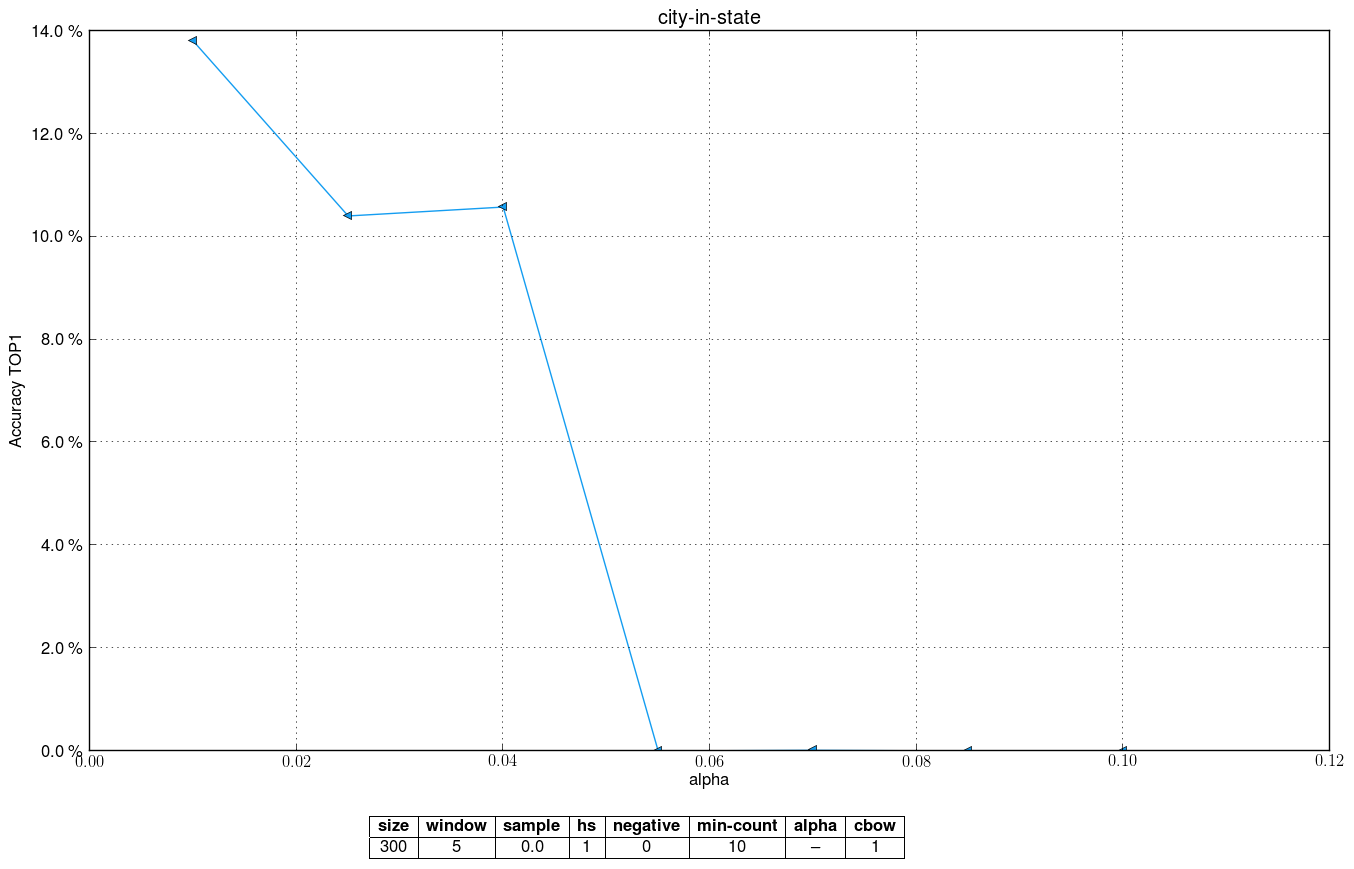 city-in-state
14.0 %
12.0 %
10.0 %
8.0 %
6.0 %
4.0 %
2.0 %
0.0 %
Accuracy TOP1
0.00 0.02 0.04 0.06 0.08 0.10 0.12
alpha
size window sample hs negative min-count alpha cbow
300 5 0.0 1 0 10 – 1